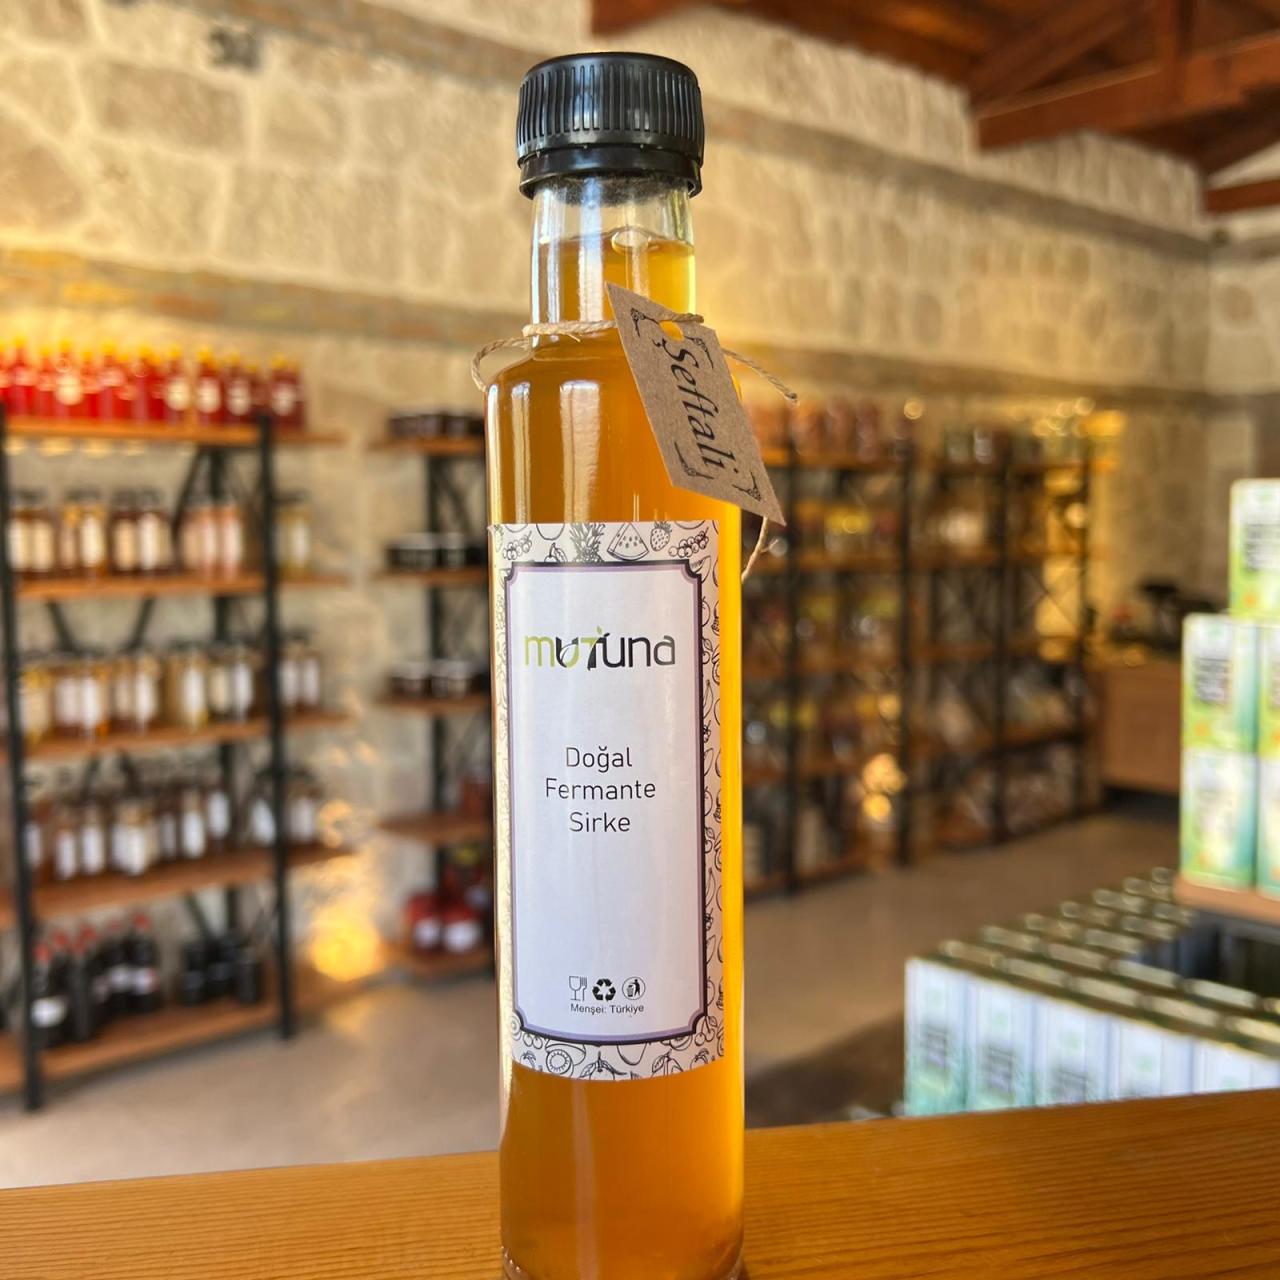 Şeftali
mutuna
Doğal
Fermante
Sirke
Menşei: Türkiye